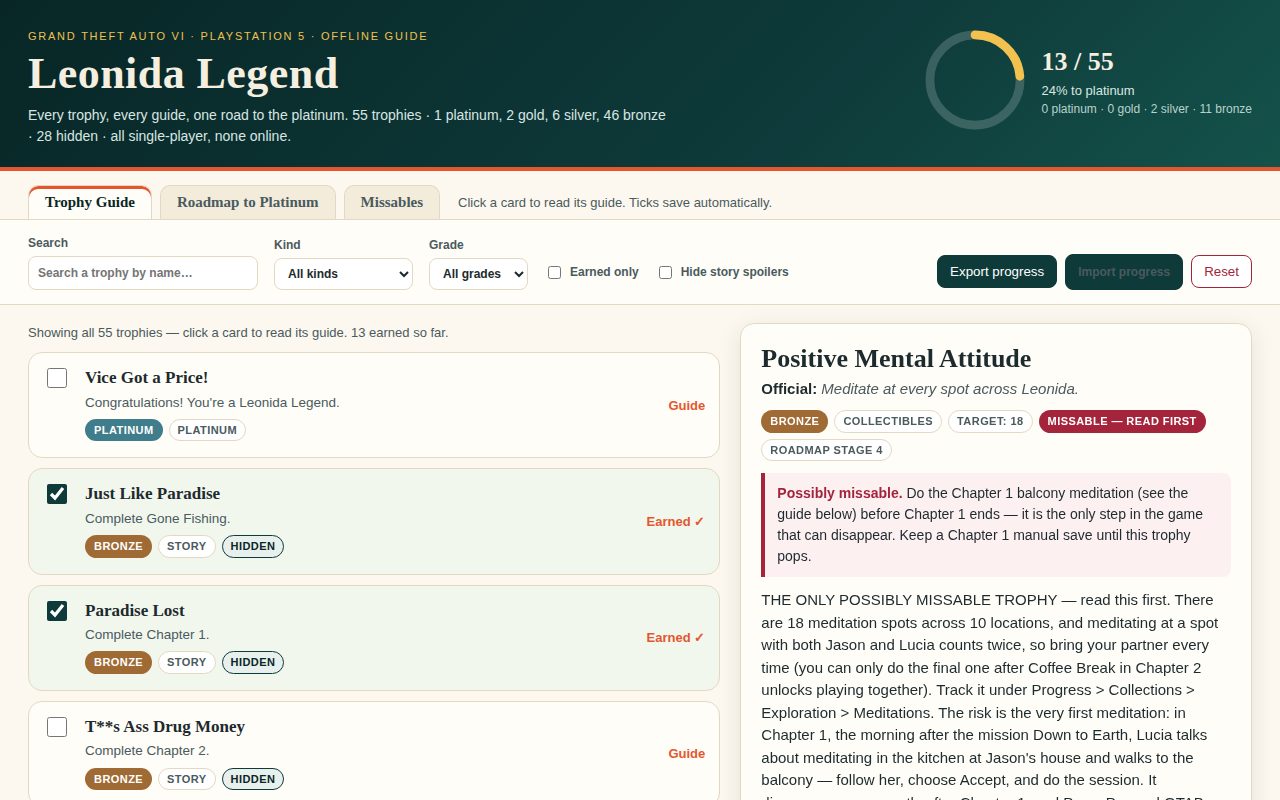 GRAND THEFT AUTO VI · PLAYSTATION 5 · OFFLINE GUIDE
Leonida Legend
Every trophy, every guide, one road to the platinum. 55 trophies · 1 platinum, 2 gold, 6 silver, 46 bronze
· 28 hidden · all single-player, none online.
13 / 55
24% to platinum
0 platinum · 0 gold · 2 silver · 11 bronze
Trophy Guide
Roadmap to Platinum
Missables
Click a card to read its guide. Ticks save automatically.
Search
Search a trophy by name…
Kind
All kinds
Grade
All grades
Earned only
Hide story spoilers
Export progress
Import progress
Reset
Showing all 55 trophies — click a card to read its guide. 13 earned so far.
Vice Got a Price!
Congratulations! You're a Leonida Legend.
PLATINUM
PLATINUM
Guide
Just Like Paradise
Complete Gone Fishing.
BRONZE
STORY
HIDDEN
Earned ✓
Paradise Lost
Complete Chapter 1.
BRONZE
STORY
HIDDEN
Earned ✓
T**s Ass Drug Money
Complete Chapter 2.
BRONZE
STORY
HIDDEN
Guide
Positive Mental Attitude
Official: Meditate at every spot across Leonida.
BRONZE
COLLECTIBLES
TARGET: 18
MISSABLE — READ FIRST
ROADMAP STAGE 4
Possibly missable. Do the Chapter 1 balcony meditation (see the
guide below) before Chapter 1 ends — it is the only step in the game
that can disappear. Keep a Chapter 1 manual save until this trophy
pops.
THE ONLY POSSIBLY MISSABLE TROPHY — read this first. There
are 18 meditation spots across 10 locations, and meditating at a spot
with both Jason and Lucia counts twice, so bring your partner every
time (you can only do the final one after Coffee Break in Chapter 2
unlocks playing together). Track it under Progress > Collections >
Exploration > Meditations. The risk is the very first meditation: in
Chapter 1, the morning after the mission Down to Earth, Lucia talks
about meditating in the kitchen at Jason's house and walks to the
balcony — follow her, choose Accept, and do the session. It